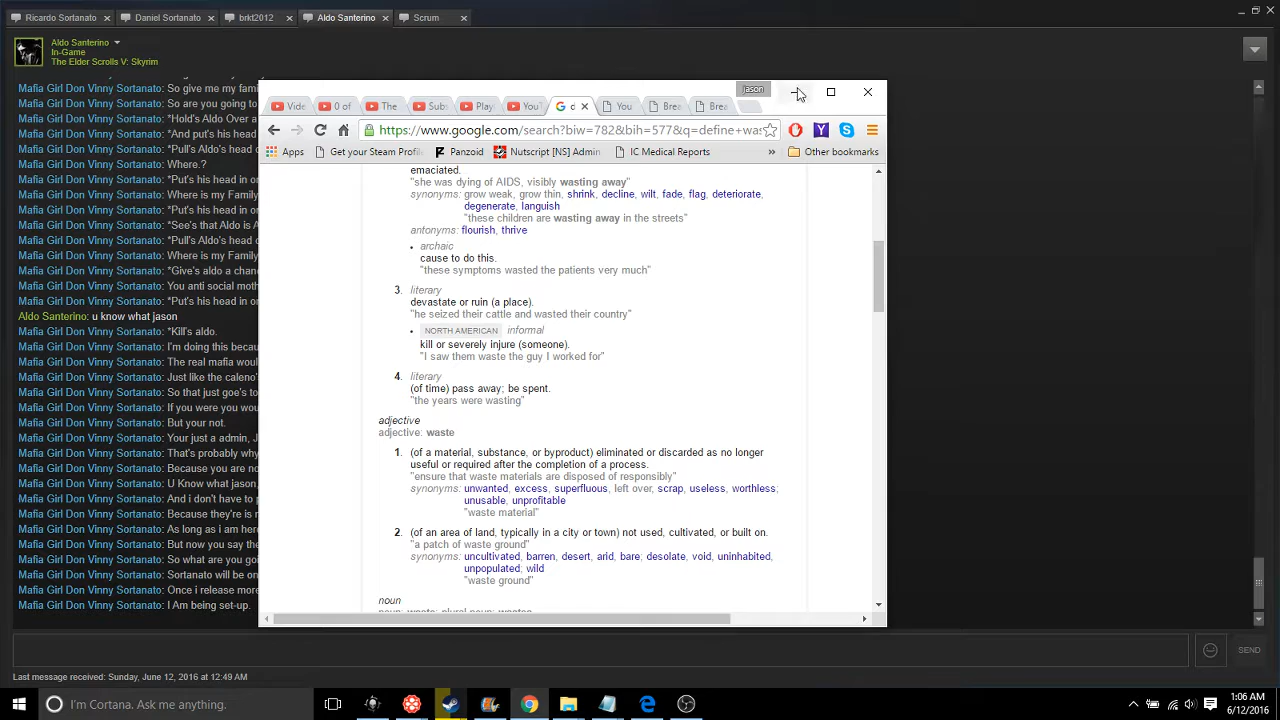 Ricardo Sortanato
Daniel Sortanato
brkt2012
Aldo Santerino
Scrum
Aldo Santerino
In-Game
The Elder Scrolls V: Skyrim
Mafia Girl Don Vinny Sortanato: So give me my fami
Mafia Girl Don Vinny Sortanato: So are you going to
Mafia Girl Don Vinny Sortanato: *Hold's Aldo Over a
Mafia Girl Don Vinny Sortanato: *And put's his head
Mafia Girl Don Vinny Sortanato: *Pull's Aldo's head
Mafia Girl Don Vinny Sortanato: Where.?
Mafia Girl Don Vinny Sortanato: *Put's his head in or
Mafia Girl Don Vinny Sortanato: Where is my Family
Mafia Girl Don Vinny Sortanato: *Put's his head in or
Mafia Girl Don Vinny Sortanato: *See's that Aldo is A
Mafia Girl Don Vinny Sortanato: *Pull's Aldo's head o
Mafia Girl Don Vinny Sortanato: Where is my Family
Mafia Girl Don Vinny Sortanato: *Give's aldo a chanc
Mafia Girl Don Vinny Sortanato: You anti social moth
Mafia Girl Don Vinny Sortanato: *Put's his head in or
Aldo Santerino: u know what jason
Mafia Girl Don Vinny Sortanato: *Kill's aldo.
Mafia Girl Don Vinny Sortanato: I'm doing this becau
Mafia Girl Don Vinny Sortanato: The real mafia woul
Mafia Girl Don Vinny Sortanato: Just like the caleno'
Mafia Girl Don Vinny Sortanato: So that just goe's to
Mafia Girl Don Vinny Sortanato: If you were you wou
Mafia Girl Don Vinny Sortanato: But your not.
Mafia Girl Don Vinny Sortanato: Your just a admin, J
Mafia Girl Don Vinny Sortanato: That's probably why
Mafia Girl Don Vinny Sortanato: Because you are no
Mafia Girl Don Vinny Sortanato: U Know what jason,
Mafia Girl Don Vinny Sortanato: And i don't have to p
Mafia Girl Don Vinny Sortanato: Because they're is n
Mafia Girl Don Vinny Sortanato: As long as i am here
Mafia Girl Don Vinny Sortanato: But now you say the
Mafia Girl Don Vinny Sortanato: So what are you goi
Mafia Girl Don Vinny Sortanato: Sortanato will be on
Mafia Girl Don Vinny Sortanato: Once i release more
Mafia Girl Don Vinny Sortanato: I Am being set-up.
jason
Vide
0 of
The
Subs
Play
YouT
d
You
Brea
Brea
https://www.google.com/search?biw=782&bih=577&q=define+was
Apps
Get your Steam Profile
Panzoid
Nutscript [NS] Admin
IC Medical Reports
»
Other bookmarks
emaciated.
"she was dying of AIDS, visibly wasting away"
synonyms: grow weak, grow thin, shrink, decline, wilt, fade, flag, deteriorate,
degenerate, languish
"these children are wasting away in the streets"
antonyms: flourish, thrive
• archaic
cause to do this.
"these symptoms wasted the patients very much"
3. literary
devastate or ruin (a place).
"he seized their cattle and wasted their country"
• NORTH AMERICAN informal
kill or severely injure (someone).
"I saw them waste the guy I worked for"
4. literary
(of time) pass away; be spent.
"the years were wasting"
adjective
adjective: waste
1. (of a material, substance, or byproduct) eliminated or discarded as no longer
useful or required after the completion of a process.
"ensure that waste materials are disposed of responsibly"
synonyms: unwanted, excess, superfluous, left over, scrap, useless, worthless;
unusable, unprofitable
"waste material"
2. (of an area of land, typically in a city or town) not used, cultivated, or built on.
"a patch of waste ground"
synonyms: uncultivated, barren, desert, arid, bare; desolate, void, uninhabited,
unpopulated; wild
"waste ground"
noun
noun: waste; plural noun: wastes
SEND
Last message received: Sunday, June 12, 2016 at 12:49 AM
I'm Cortana. Ask me anything.
1:06 AM
6/12/2016